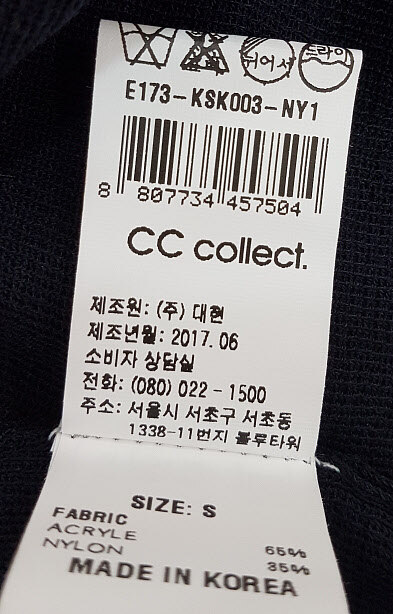 뉘어서
드라이
E173-KSK003-NY1
8 807734 457504
CC collect.
제조원: (주) 대현
제조년월: 2017. 06
소비자 상담실
전화: (080) 022 - 1500
주소: 서울시 서초구 서초동
1338-11번지 블루타워
SIZE: S
FABRIC
ACRYLE 65%
NYLON 35%
MADE IN KOREA